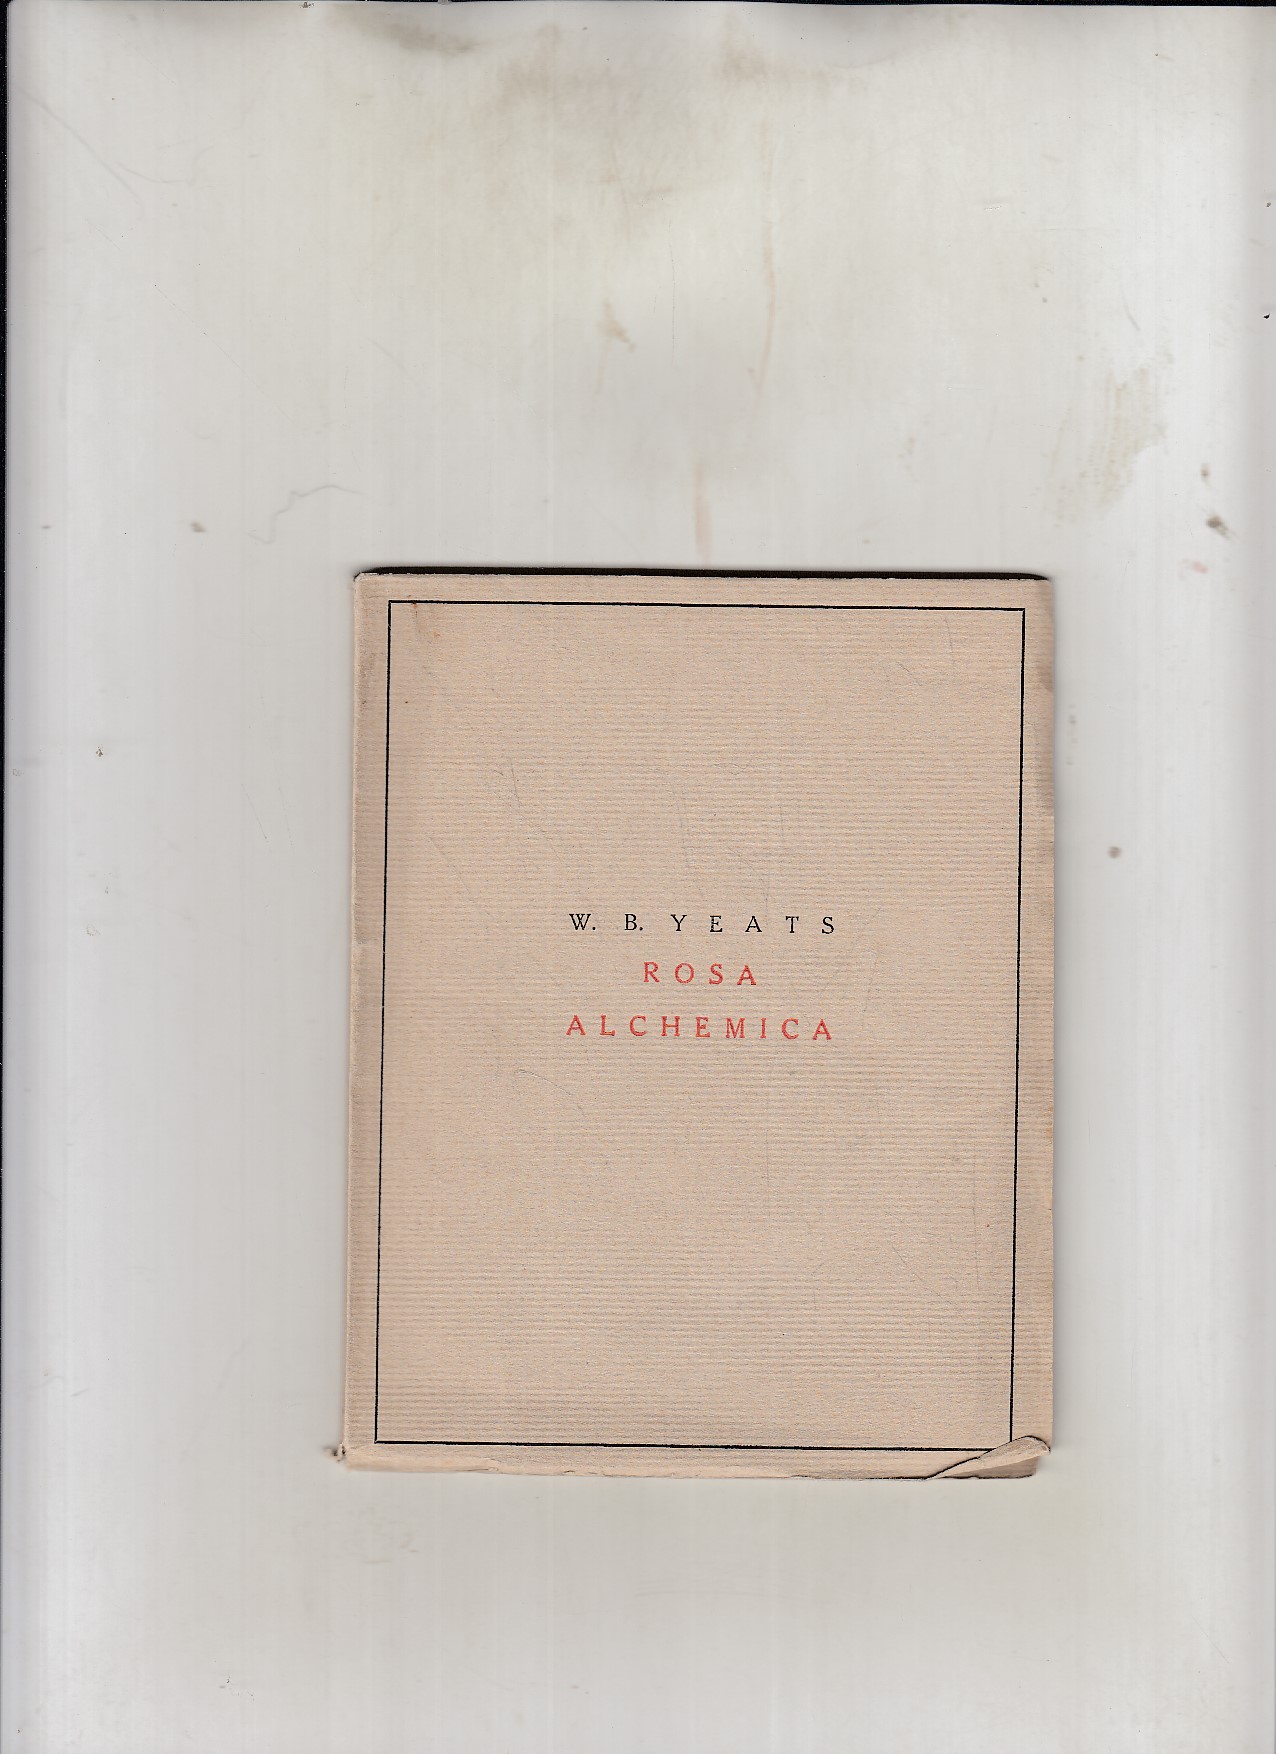 W. B. YEATS
ROSA
ALCHEMICA